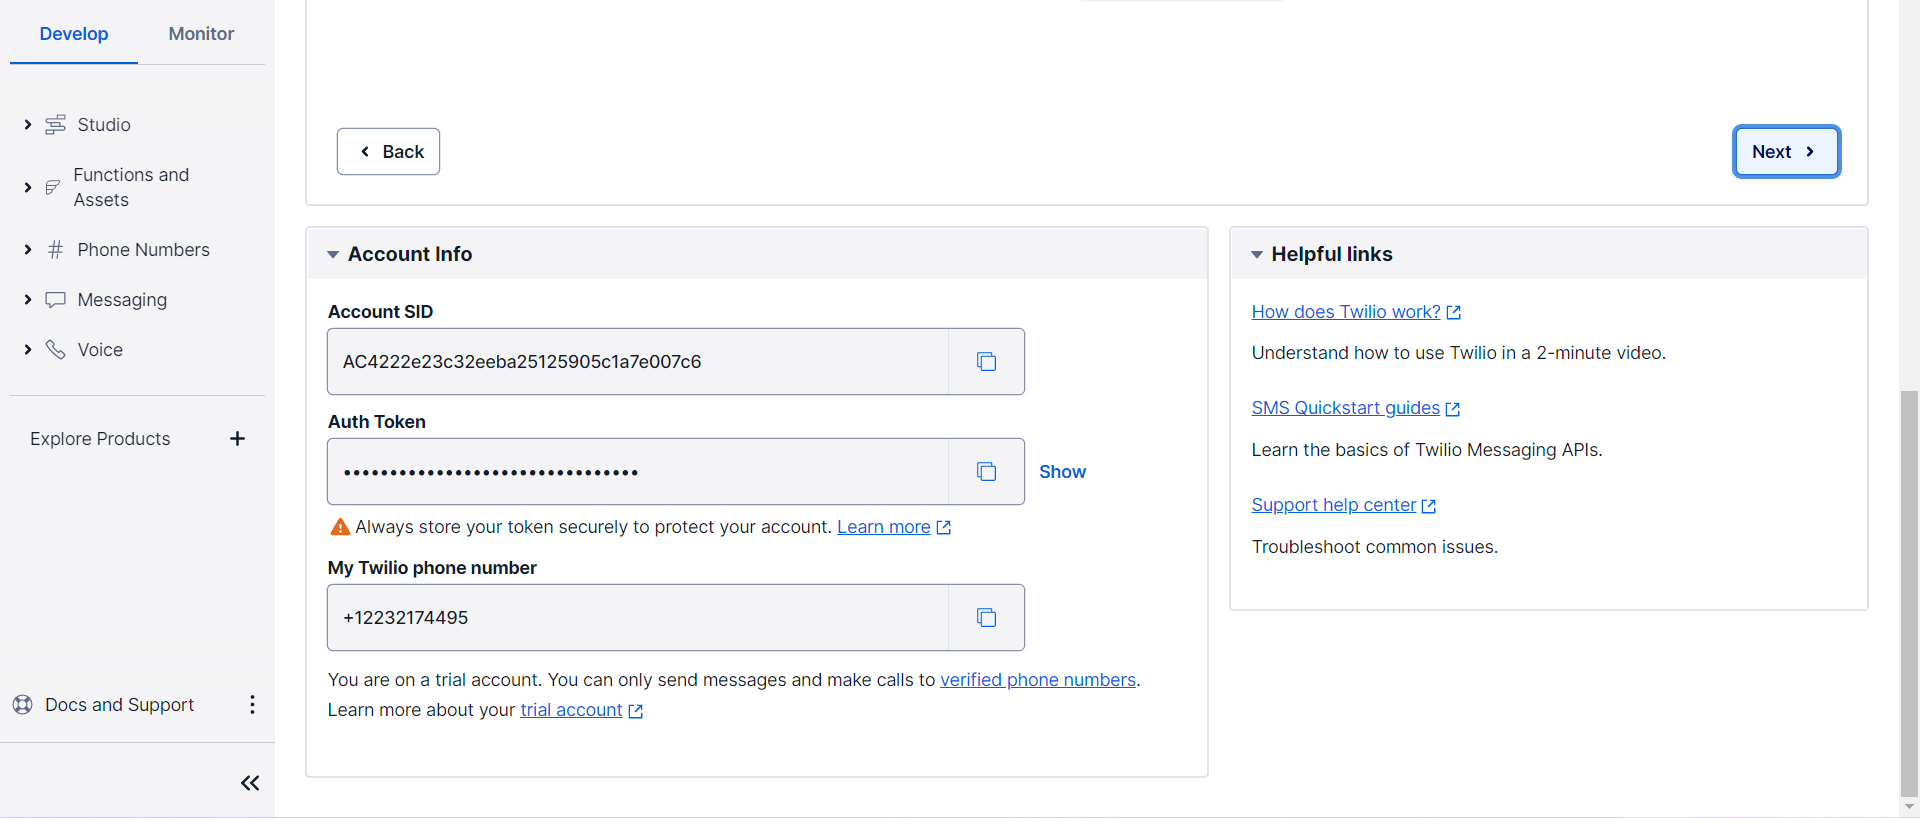 Develop
Monitor
Studio
Functions and
Assets
Phone Numbers
Messaging
Voice
Explore Products
Docs and Support
Back
Next
Account Info
Account SID
AC4222e23c32eeba25125905c1a7e007c6
Auth Token
••••••••••••••••••••••••••••••••
Show
Always store your token securely to protect your account. Learn more
My Twilio phone number
+12232174495
You are on a trial account. You can only send messages and make calls to verified phone numbers.
Learn more about your trial account
Helpful links
How does Twilio work?
Understand how to use Twilio in a 2-minute video.
SMS Quickstart guides
Learn the basics of Twilio Messaging APIs.
Support help center
Troubleshoot common issues.